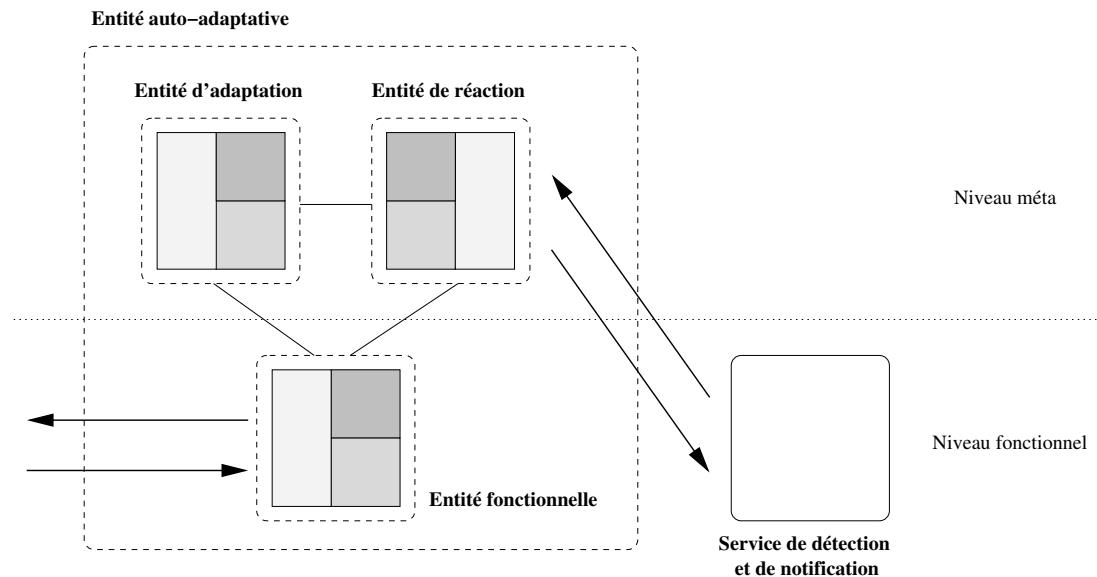 Entité auto−adaptative
Entité d'adaptation
Entité de réaction
Niveau méta
Niveau fonctionnel
Entité fonctionnelle
Service de détection
et de notification